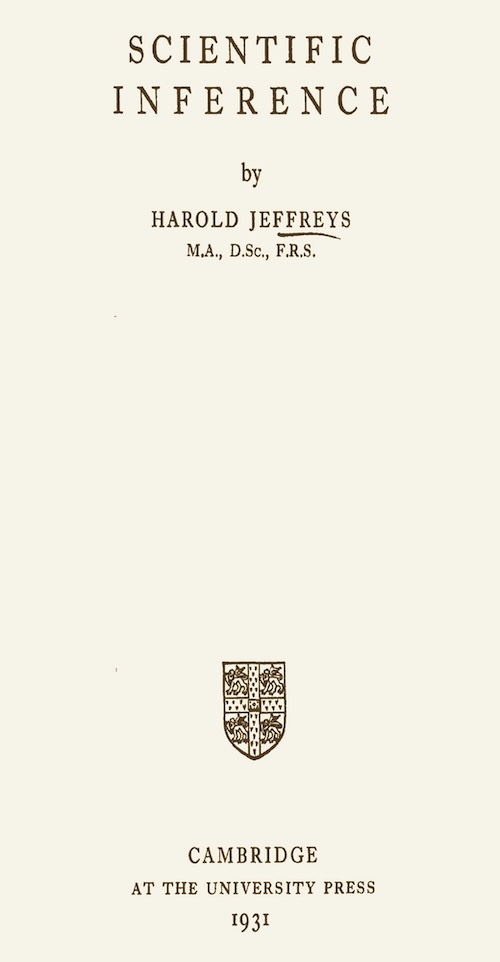 SCIENTIFIC
INFERENCE
by
HAROLD JEFFREYS
M.A., D.Sc., F.R.S.
CAMBRIDGE
AT THE UNIVERSITY PRESS
1931